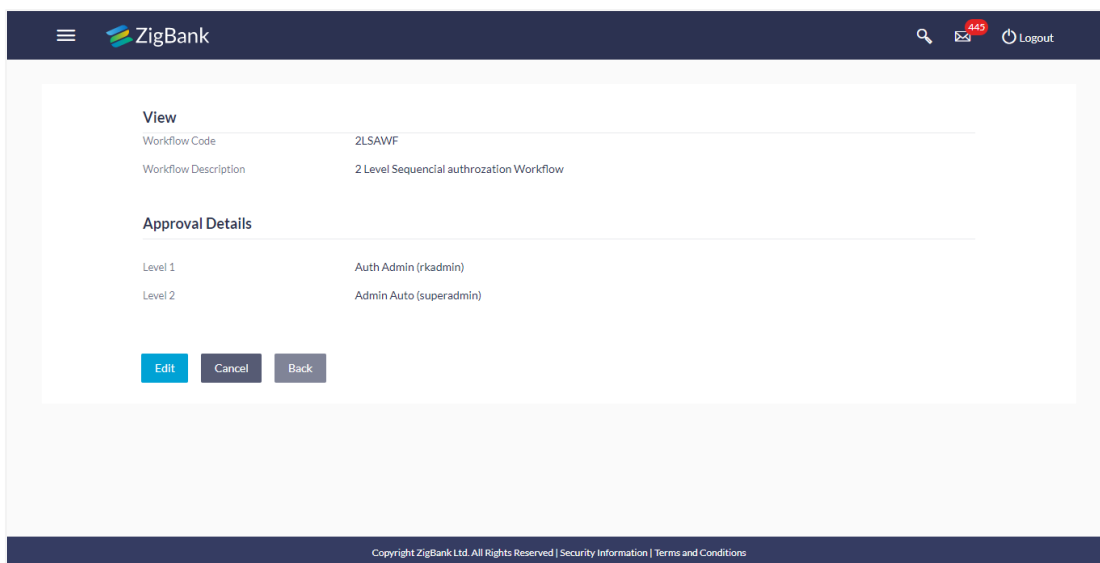 ZigBank
445
Logout
View
Workflow Code 2LSAWF
Workflow Description 2 Level Sequencial authrozation Workflow
Approval Details
Level 1 Auth Admin (rkadmin)
Level 2 Admin Auto (superadmin)
Edit Cancel Back
Copyright ZigBank Ltd. All Rights Reserved | Security Information | Terms and Conditions